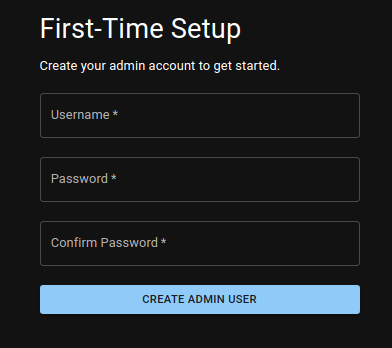 First-Time Setup
Create your admin account to get started.
Username *
Password *
Confirm Password *
CREATE ADMIN USER